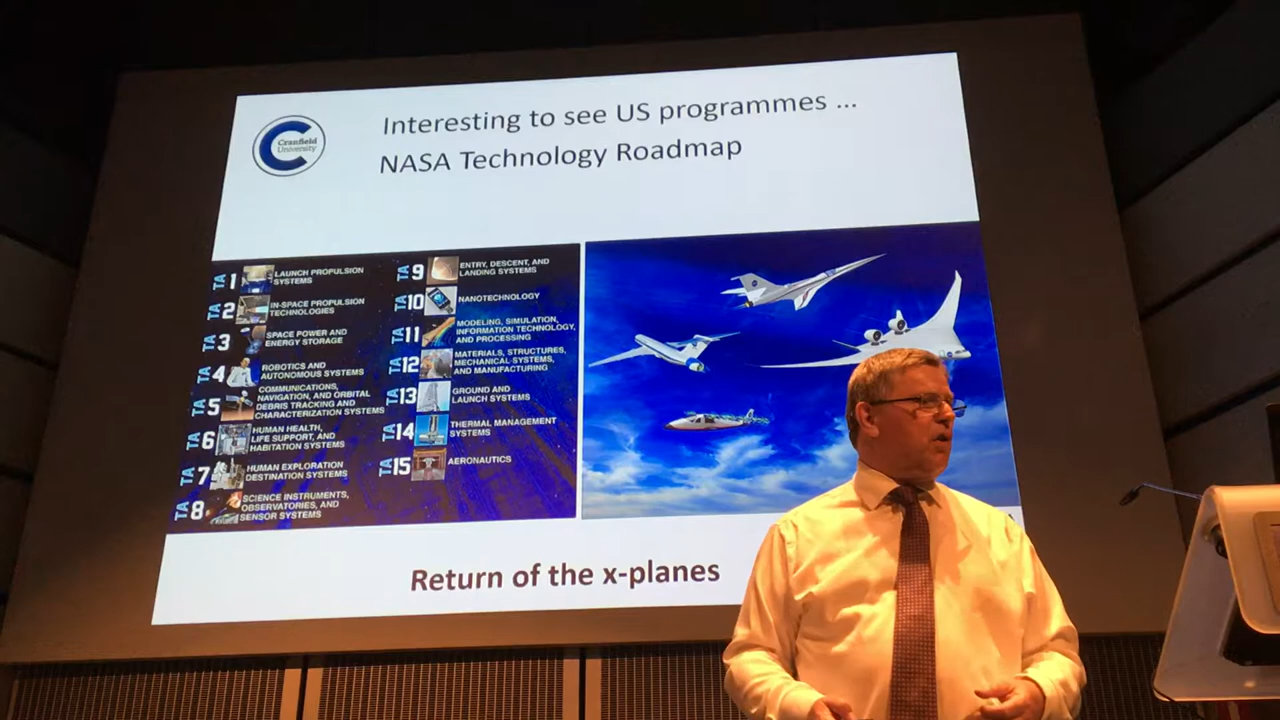 Cranfield
University
Interesting to see US programmes ...
NASA Technology Roadmap
TA 1 LAUNCH PROPULSION
SYSTEMS
TA 2 IN-SPACE PROPULSION
TECHNOLOGIES
TA 3 SPACE POWER AND
ENERGY STORAGE
TA 4 ROBOTICS AND
AUTONOMOUS SYSTEMS
TA 5 COMMUNICATIONS,
NAVIGATION, AND ORBITAL
DEBRIS TRACKING AND
CHARACTERIZATION SYSTEMS
TA 6 HUMAN HEALTH,
LIFE SUPPORT, AND
HABITATION SYSTEMS
TA 7 HUMAN EXPLORATION
DESTINATION SYSTEMS
TA 8 SCIENCE INSTRUMENTS,
OBSERVATORIES, AND
SENSOR SYSTEMS
TA 9 ENTRY, DESCENT, AND
LANDING SYSTEMS
TA 10 NANOTECHNOLOGY
TA 11 MODELING, SIMULATION,
INFORMATION TECHNOLOGY,
AND PROCESSING
TA 12 MATERIALS, STRUCTURES,
MECHANICAL SYSTEMS,
AND MANUFACTURING
TA 13 GROUND AND
LAUNCH SYSTEMS
TA 14 THERMAL MANAGEMENT
SYSTEMS
TA 15 AERONAUTICS
Return of the x-planes